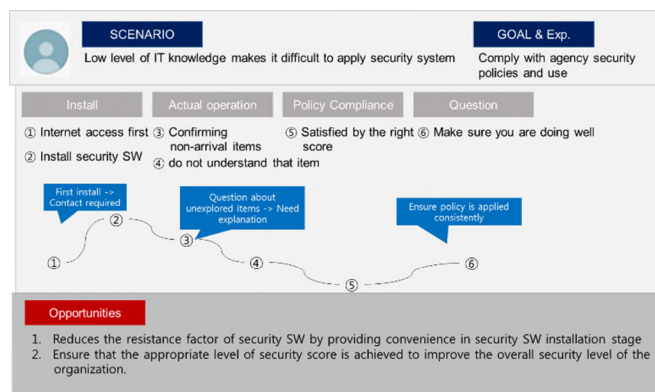 SCENARIO
GOAL & Exp.
Low level of IT knowledge makes it difficult to apply security system
Comply with agency security
policies and use
Install
Actual operation
Policy Compliance
Question
① Internet access first
② Install security SW
③ Confirming
non-arrival items
④ do not understand that item
⑤ Satisfied by the right
score
⑥ Make sure you are doing well
First install ->
Contact required
Question about
unexplored items -> Need
explanation
Ensure policy is applied
consistently
①
②
③
④
⑤
⑥
Opportunities
1. Reduces the resistance factor of security SW by providing convenience in security SW installation stage
2. Ensure that the appropriate level of security score is achieved to improve the overall security level of the
organization.